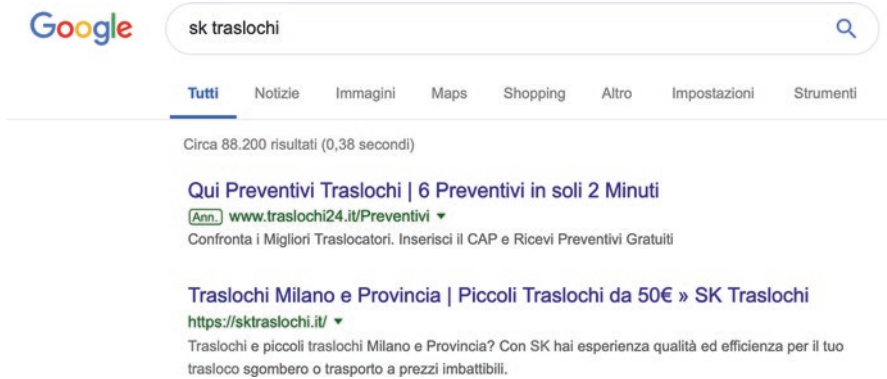 Google
sk traslochi
Tutti Notizie Immagini Maps Shopping Altro Impostazioni Strumenti
Circa 88.200 risultati (0,38 secondi)
Qui Preventivi Traslochi | 6 Preventivi in soli 2 Minuti
Ann. www.traslochi24.it/Preventivi
Confronta i Migliori Traslocatori. Inserisci il CAP e Ricevi Preventivi Gratuiti
Traslochi Milano e Provincia | Piccoli Traslochi da 50€ » SK Traslochi
https://sktraslochi.it/
Traslochi e piccoli traslochi Milano e Provincia? Con SK hai esperienza qualità ed efficienza per il tuo
trasloco sgombero o trasporto a prezzi imbattibili.